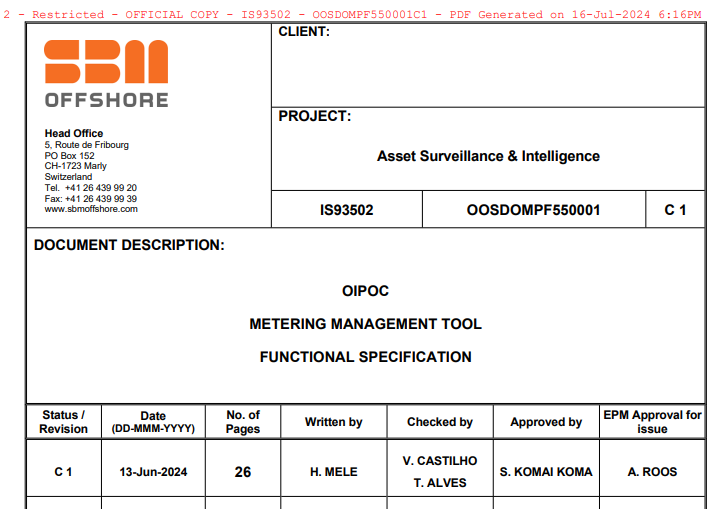 2 - Restricted - OFFICIAL COPY - IS93502 - OOSDOMPF550001C1 - PDF Generated on 16-Jul-2024 6:16PM
SBM
OFFSHORE
Head Office
5, Route de Fribourg
PO Box 152
CH-1723 Marly
Switzerland
Tel. +41 26 439 99 20
Fax: +41 26 439 99 39
www.sbmoffshore.com
CLIENT:
PROJECT:
Asset Surveillance & Intelligence
IS93502 OOSDOMPF550001 C 1
DOCUMENT DESCRIPTION:
OIPOC
METERING MANAGEMENT TOOL
FUNCTIONAL SPECIFICATION
Status / Revision Date (DD-MMM-YYYY) No. of Pages Written by Checked by Approved by EPM Approval for issue
C 1 13-Jun-2024 26 H. MELE V. CASTILHO T. ALVES S. KOMAI KOMA A. ROOS